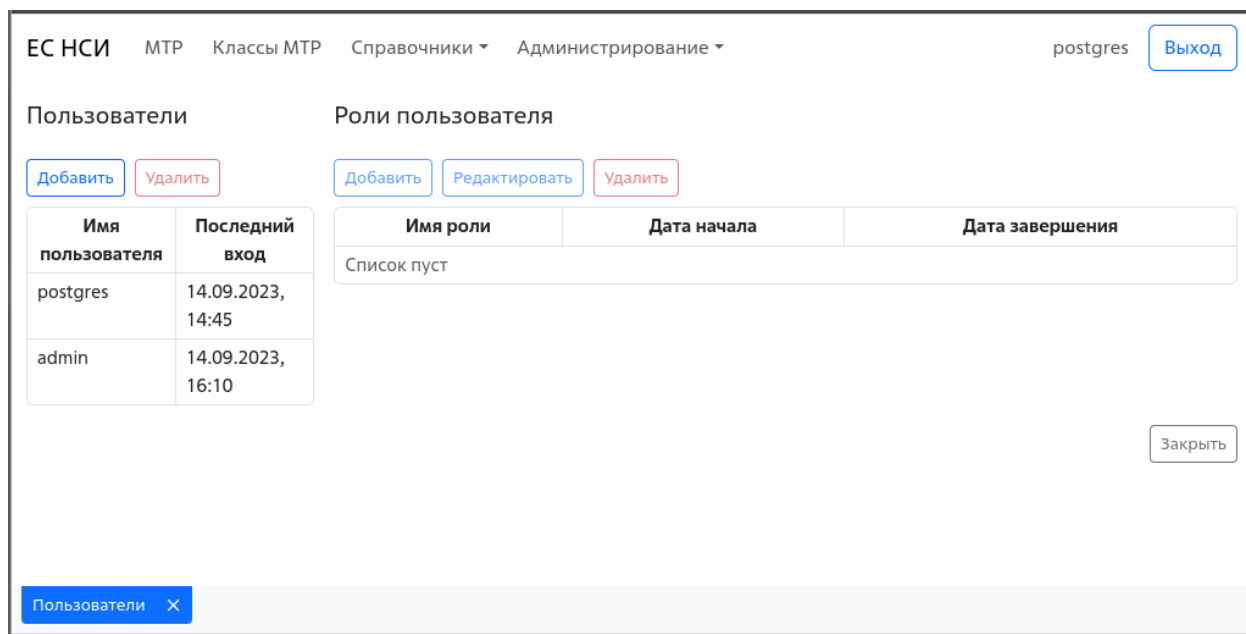 ЕС НСИ МТР Классы МТР Справочники Администрирование postgres Выход
Пользователи Роли пользователя
Добавить Удалить Добавить Редактировать Удалить
Имя пользователя Последний вход Имя роли Дата начала Дата завершения
Список пуст
postgres 14.09.2023, 14:45
admin 14.09.2023, 16:10
Закрыть
Пользователи